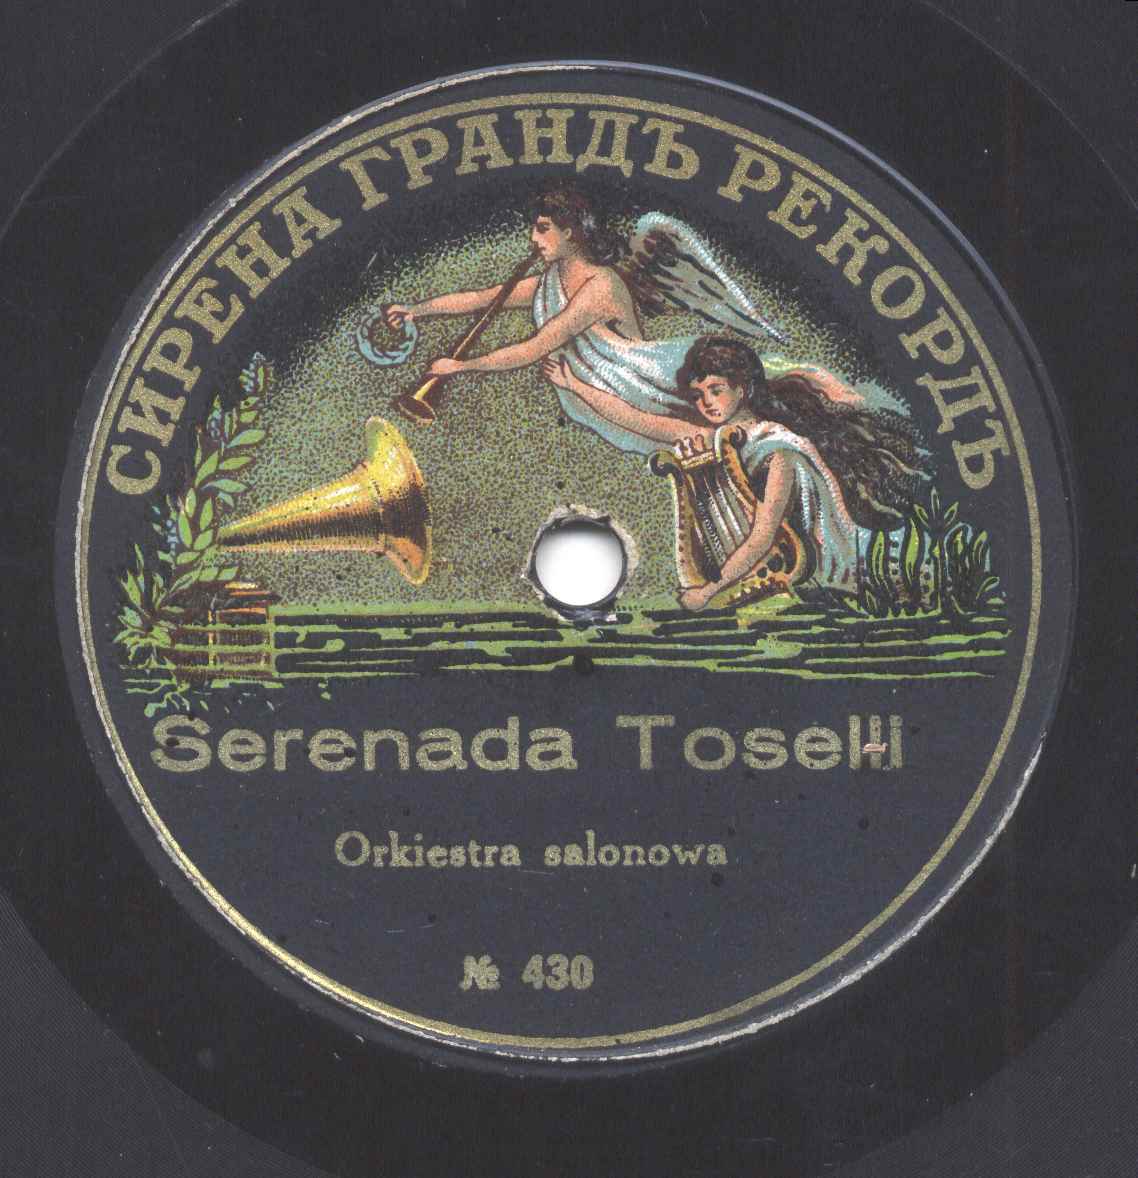 СИРЕНА ГРАНДЪ РЕКОРДЪ
Serenada Toselli
Orkiestra salonowa
№ 430